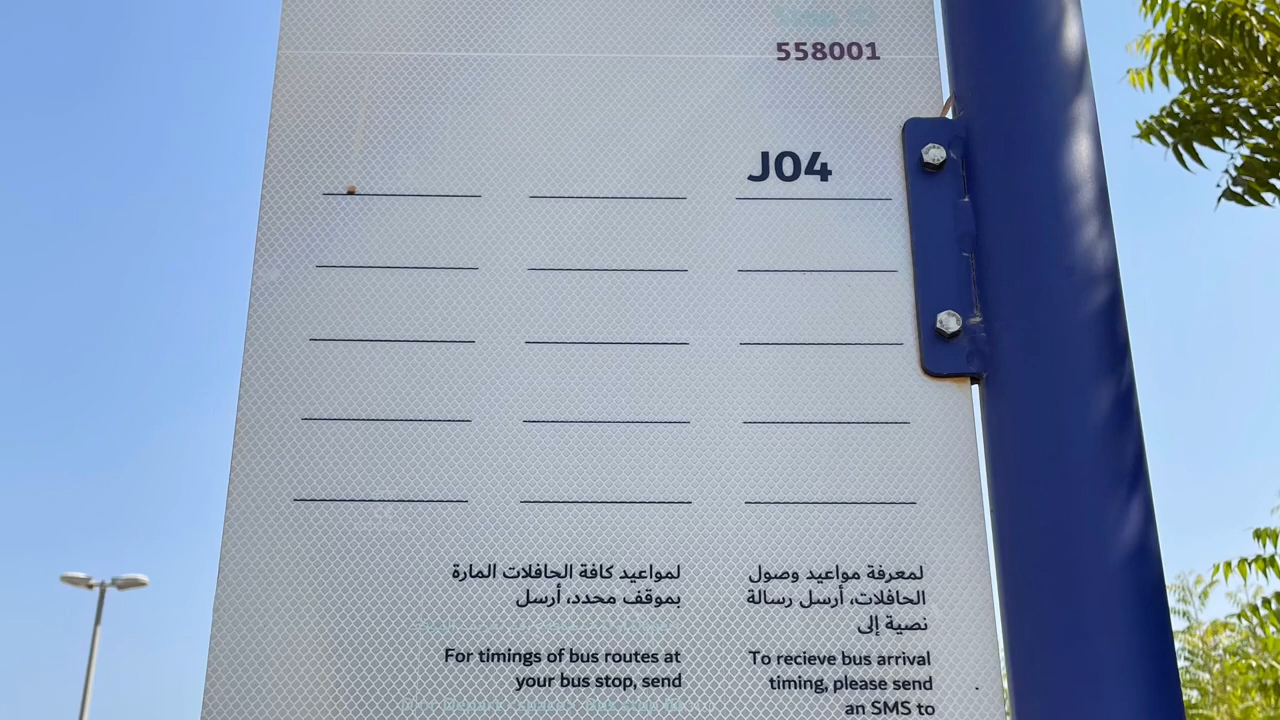 558001
J04
لمعرفة مواعيد وصول
الحافلات، أرسل رسالة
نصية إلى
To recieve bus arrival
timing, please send
an SMS to
لمواعيد كافة الحافلات المارة
بموقف محدد، أرسل
For timings of bus routes at
your bus stop, send